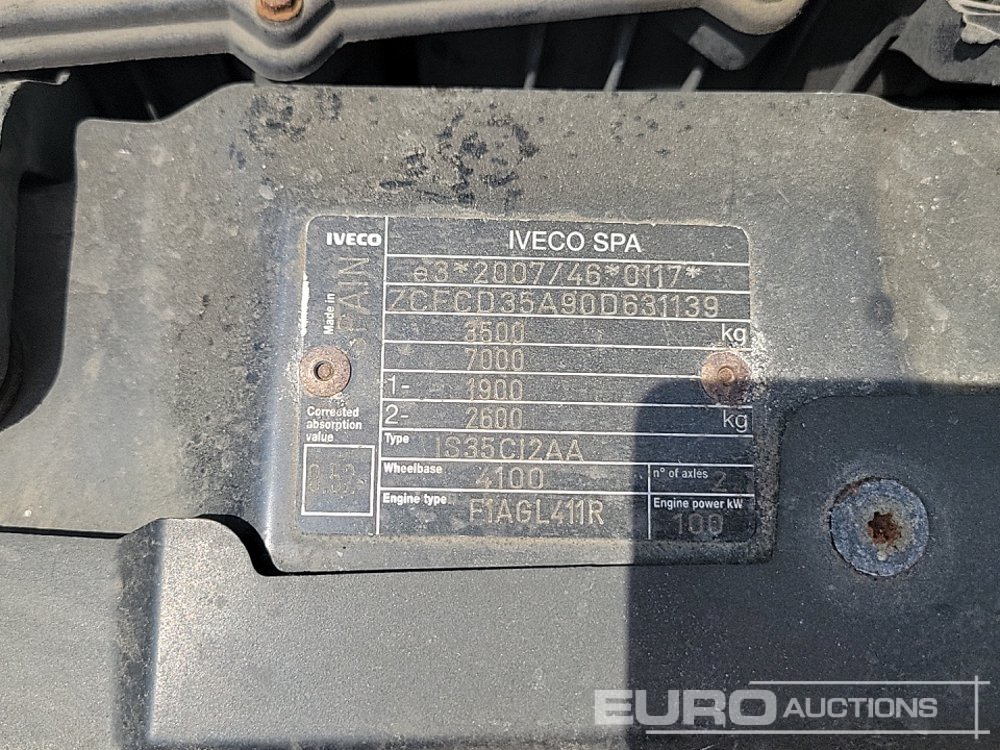 IVECO IVECO SPA
e3*2007/46*0117*
ZCFCD35A90D631139
Made in SPAIN
3500 kg
7000
1- 1900
2- 2600 kg
Corrected absorption value
Type IS35CI2AA
Wheelbase 4100 n° of axles 2
Engine type F1AGL411R Engine power kW 100
EURO AUCTIONS